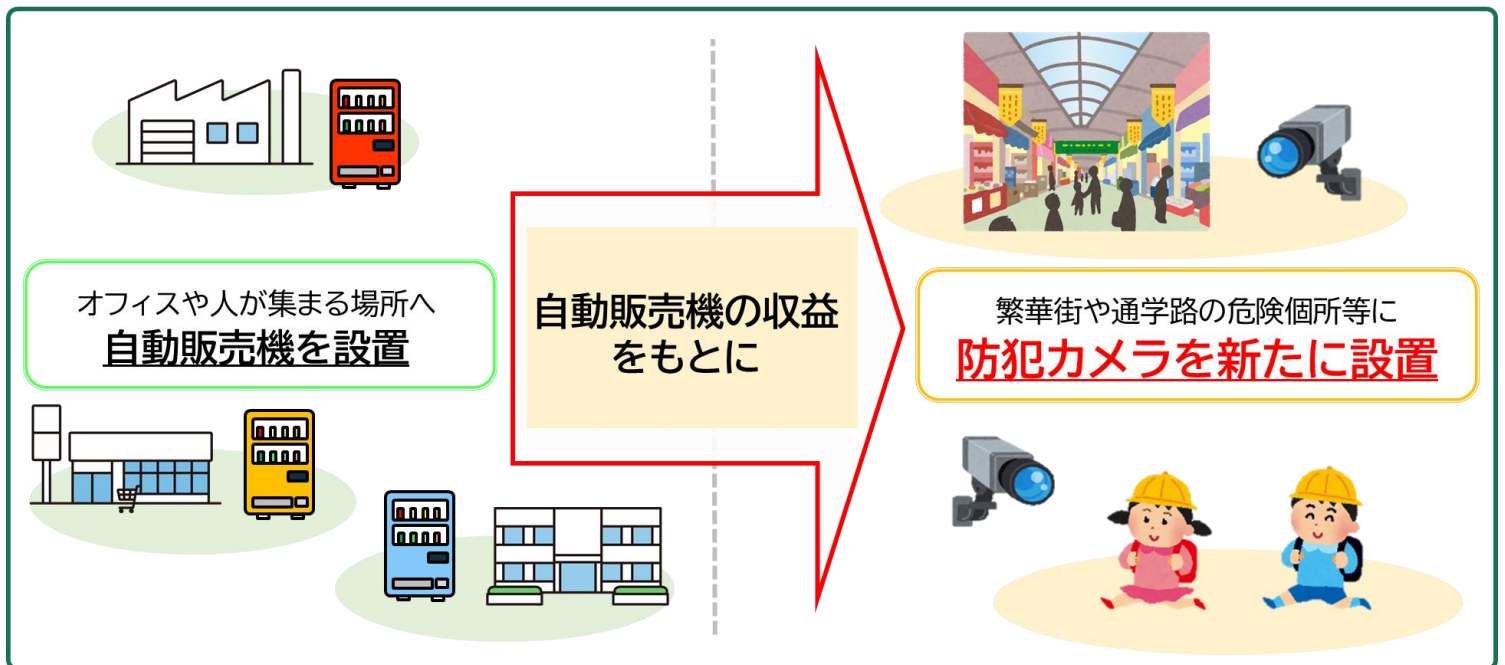 オフィスや人が集まる場所へ
自動販売機を設置
自動販売機の収益
をもとに
繁華街や通学路の危険個所等に
防犯カメラを新たに設置